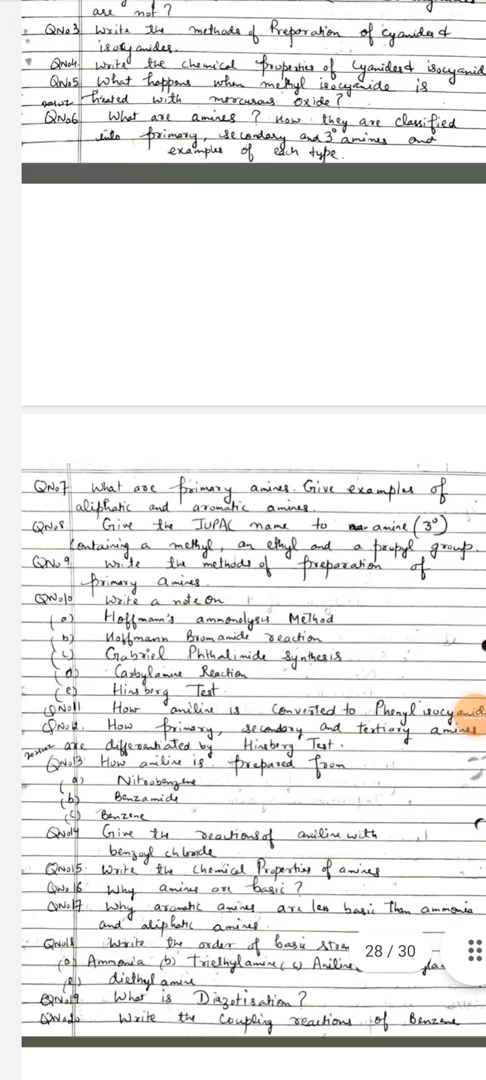 are not?
QNo3 Write the methods of Preparation of cyanides &
isocyanides.
QNo4. Write the chemical properties of cyanides & isocyanid
QNo5 What happens when methyl isocyanide is
treated with mercurous oxide?
QNo6 What are amines? How they are classified
into primary, secondary and 3° amines and
examples of each type.
QNo7 What are primary amines. Give examples of
aliphatic and aromatic amines.
QNo8 Give the IUPAC name to amine (3°)
Containing a methyl, an ethyl and a propyl group.
QNo9 Write the methods of preparation of
primary amines.
QNo10 Write a note on
(a) Hoffmann's ammonolysis Method
(b) Hoffmann Bromamide reaction
(c) Gabriel Phthalimide Synthesis
(d) Carbylamine Reaction
(e) Hinsberg Test
QNo11 How aniline is converted to Phenyl isocyanid
QNo12. How primary, secondary and tertiary amines
are differentiated by Hinsberg Test.
QNo13 How aniline is prepared from
(a) Nitrobenzene
(b) Benzamide
(c) Benzene
QNo14 Give the reactions of aniline with
benzoyl chloride
QNo15 Write the chemical Properties of amines
QNo16 Why amines are basic?
QNo17 Why aromatic amines are less basic than ammonia
and aliphatic amines.
QNo18 Write the order of basic stre
28 / 30
(a) Ammonia (b) Triethylamine (c) Aniline
diethylamine
QNo19 What is Diazotisation?
QNo20 Write the coupling reactions of Benzene